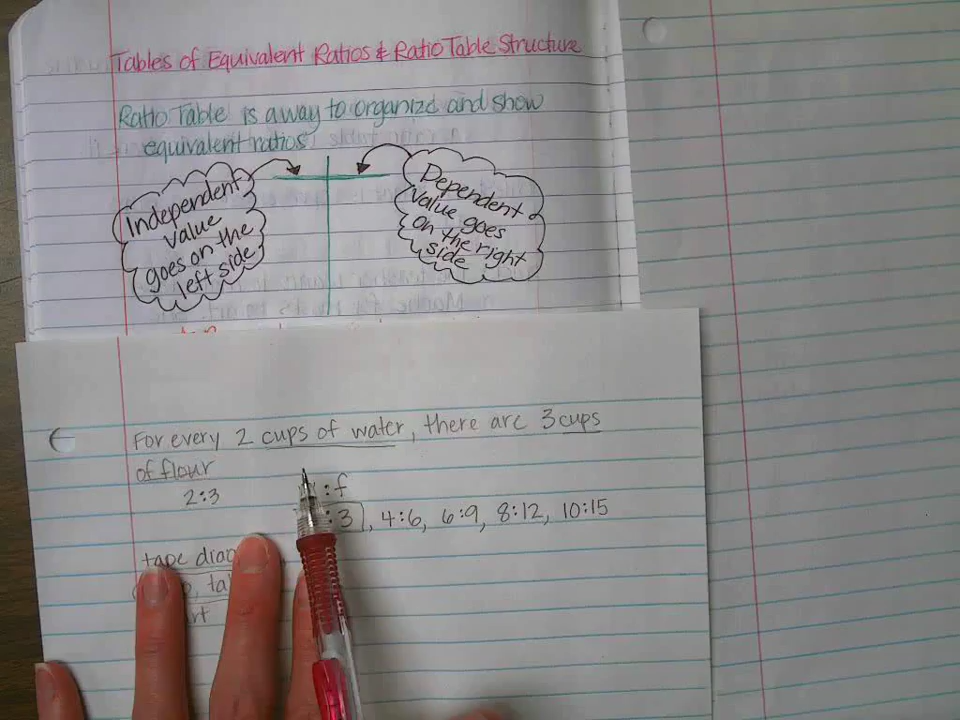 Tables of Equivalent Ratios & Ratio Table Structure
Ratio Table is a way to organize and show
equivalent ratios
Independent
value
goes on the
left side
Dependent
value goes
on the right
side
For every 2 cups of water, there are 3 cups
of flour
2:3
:f
:3, 4:6, 6:9, 8:12, 10:15
tape